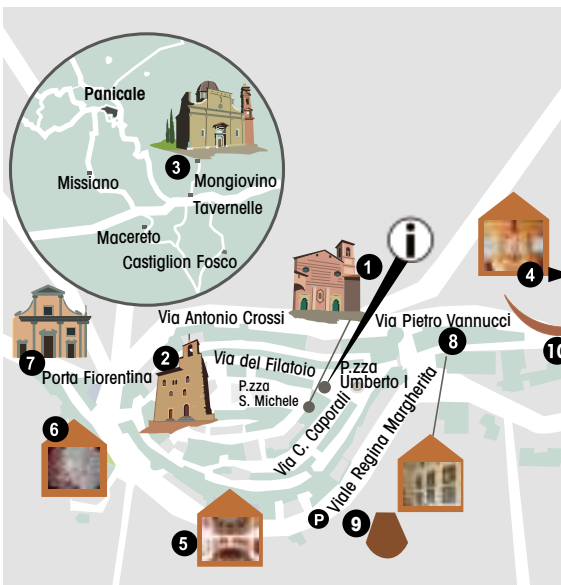 Panicale
3
Missiano
Mongiovino
Tavernelle
Macereto
Castiglion Fosco
i
1
4
Via Antonio Crossi
Via Pietro Vannucci
8
10
7
Porta Fiorentina
2
Via del Filatoio
P.zza
S. Michele
P.zza
Umberto I
Via C. Caporali
Viale Regina Margherita
6
5
P
9